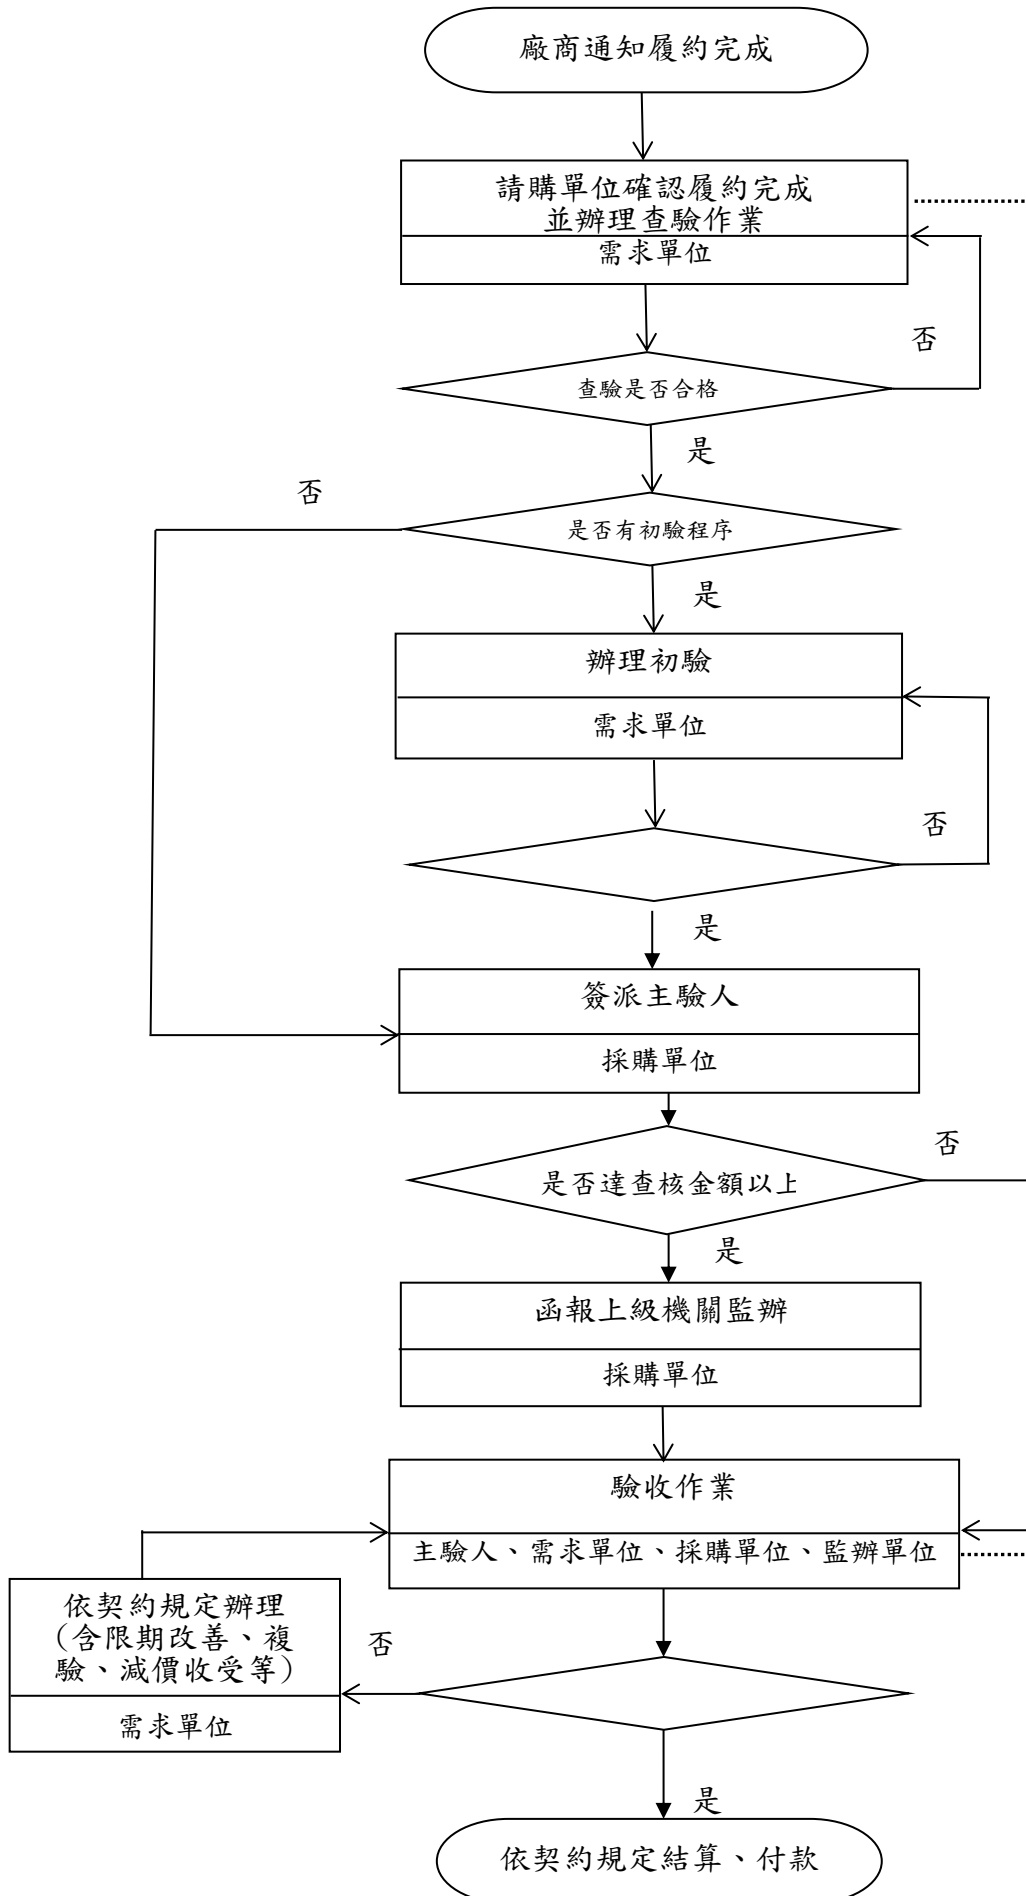 廠商通知履約完成
請購單位確認履約完成
並辦理查驗作業
需求單位
否
查驗是否合格
是
否
是否有初驗程序
是
辦理初驗
需求單位
否
是
簽派主驗人
採購單位
否
是否達查核金額以上
是
函報上級機關監辦
採購單位
驗收作業
主驗人、需求單位、採購單位、監辦單位
依契約規定辦理
(含限期改善、複
驗、減價收受等)
需求單位
否
是
依契約規定結算、付款